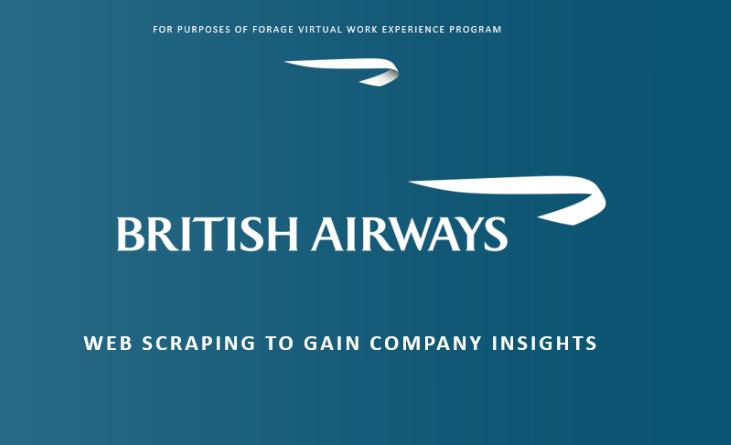 FOR PURPOSES OF FORAGE VIRTUAL WORK EXPERIENCE PROGRAM
BRITISH AIRWAYS
WEB SCRAPING TO GAIN COMPANY INSIGHTS